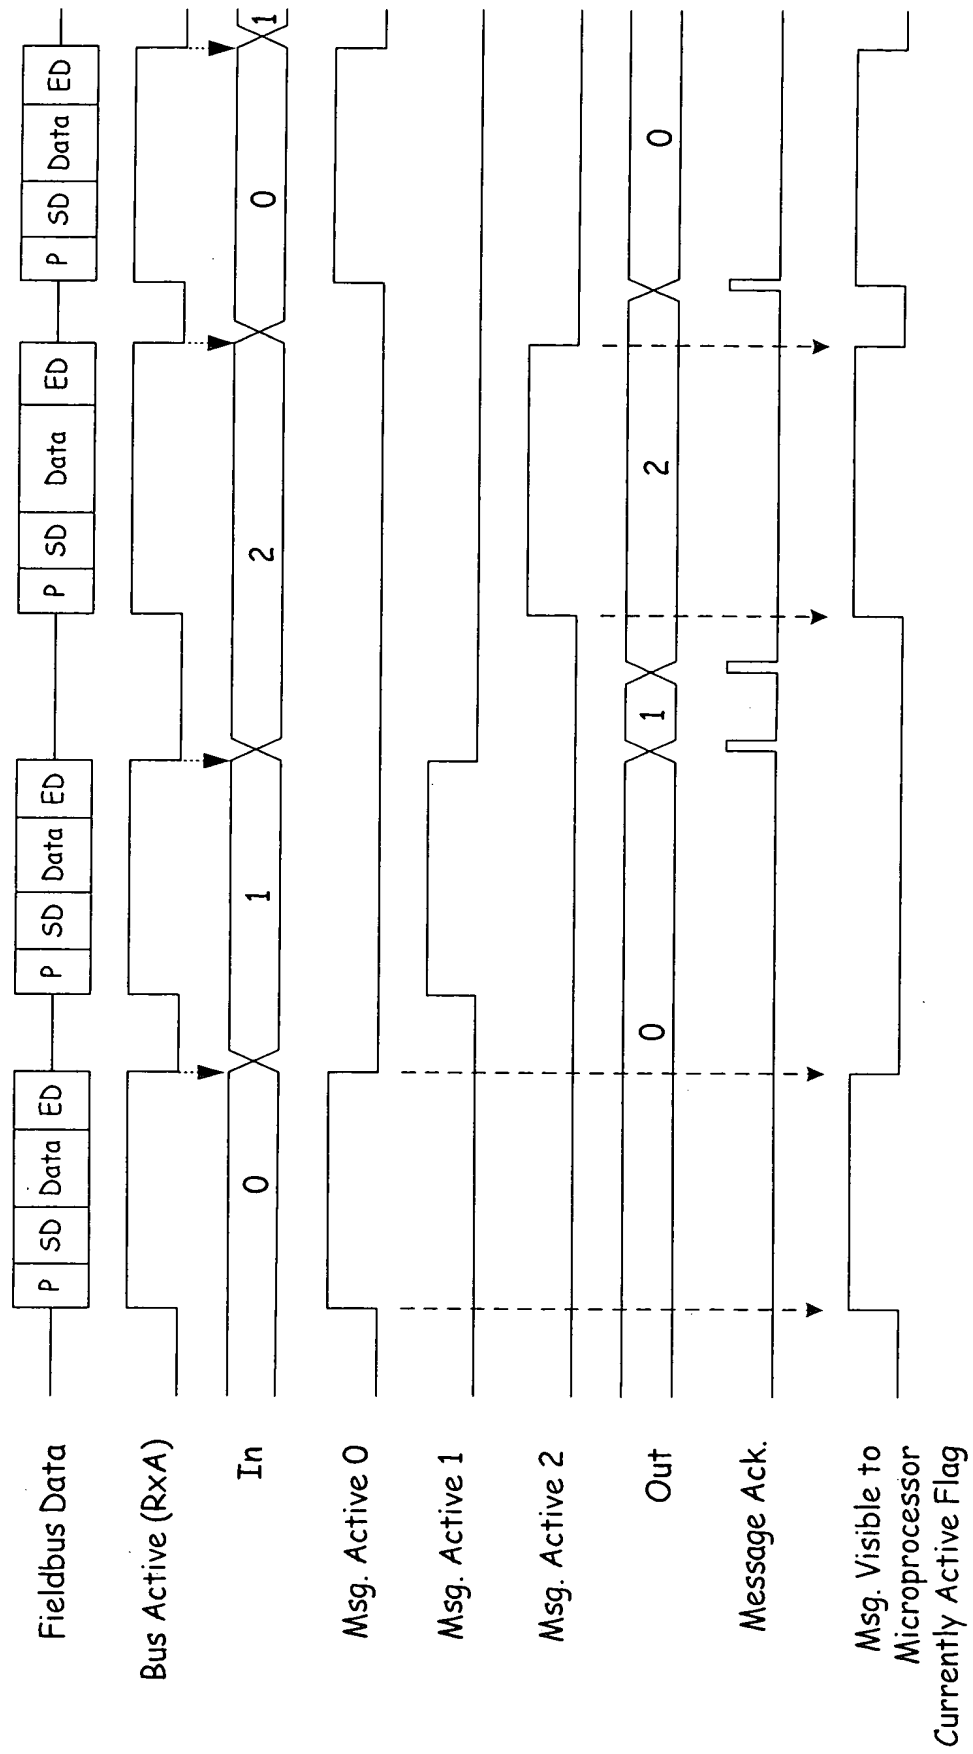 Fieldbus Data
P SD Data ED P SD Data ED P SD Data ED P SD Data ED
Bus Active (RxA)
In
0 1 2 0 1
Msg. Active 0
Msg. Active 1
Msg. Active 2
Out
0 1 2 0
Message Ack.
Msg. Visible to
Microprocessor
Currently Active Flag